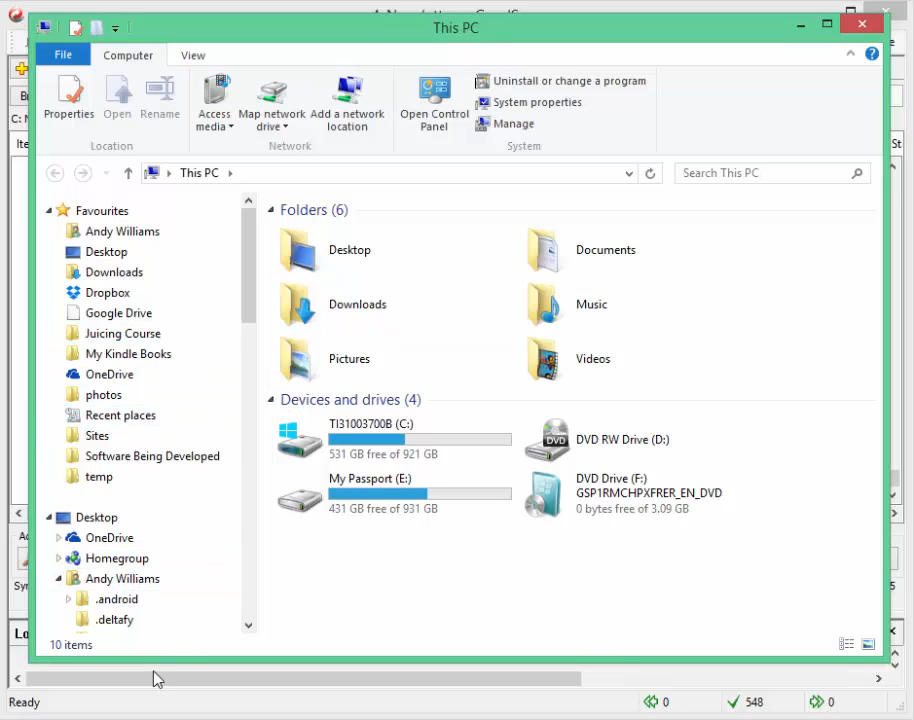 This PC
File Computer View
Properties Open Rename Access media Map network drive Add a network location Open Control Panel
Uninstall or change a program
System properties
Manage
Location Network System
This PC Search This PC
Favourites
Andy Williams
Desktop
Downloads
Dropbox
Google Drive
Juicing Course
My Kindle Books
OneDrive
photos
Recent places
Sites
Software Being Developed
temp
Desktop
OneDrive
Homegroup
Andy Williams
.android
.deltafy
Folders (6)
Desktop Documents
Downloads Music
Pictures Videos
Devices and drives (4)
TI31003700B (C:)
531 GB free of 921 GB
DVD RW Drive (D:)
My Passport (E:)
431 GB free of 931 GB
DVD Drive (F:)
GSP1RMCHPXFRER_EN_DVD
0 bytes free of 3.09 GB
10 items
Ready 0 548 0